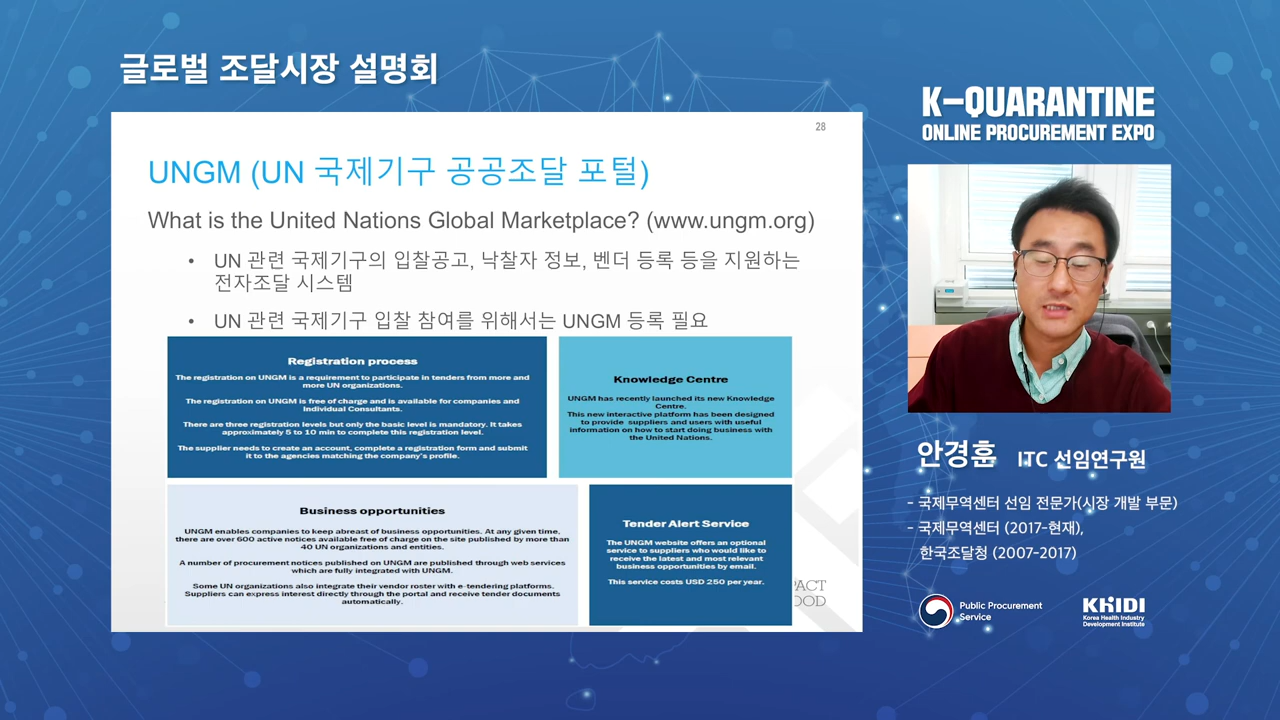 글로벌 조달시장 설명회
28
UNGM (UN 국제기구 공공조달 포털)
What is the United Nations Global Marketplace? (www.ungm.org)
• UN 관련 국제기구의 입찰공고, 낙찰자 정보, 벤더 등록 등을 지원하는
전자조달 시스템
• UN 관련 국제기구 입찰 참여를 위해서는 UNGM 등록 필요
Registration process
The registration on UNGM is a requirement to participate in tenders from more and
more UN organizations.
The registration on UNGM is free of charge and is available for companies and
Individual Consultants.
There are three registration levels but only the basic level is mandatory. It takes
approximately 5 to 10 min to complete this registration level.
The supplier needs to create an account, complete a registration form and submit
it to the agencies matching the company's profile.
Knowledge Centre
UNGM has recently launched its new Knowledge
Centre.
This new interactive platform has been designed
to provide suppliers and users with useful
information on how to start doing business with
the United Nations.
Business opportunities
UNGM enables companies to keep abreast of business opportunities. At any given time,
there are over 600 active notices available free of charge on the site published by more than
40 UN organizations and entities.
A number of procurement notices published on UNGM are published through web services
which are fully integrated with UNGM.
Some UN organizations also integrate their vendor roster with e-tendering platforms.
Suppliers can express interest directly through the portal and receive tender documents
automatically.
Tender Alert Service
The UNGM website offers an optional
service to suppliers who would like to
receive the latest and most relevant
business opportunities by email.
This service costs USD 250 per year.
PACT
OOD
K-QUARANTINE
ONLINE PROCUREMENT EXPO
안경훈 ITC 선임연구원
- 국제무역센터 선임 전문가(시장 개발 부문)
- 국제무역센터 (2017-현재),
한국조달청 (2007-2017)
Public Procurement
Service
KHIDI
Korea Health Industry
Development Institute